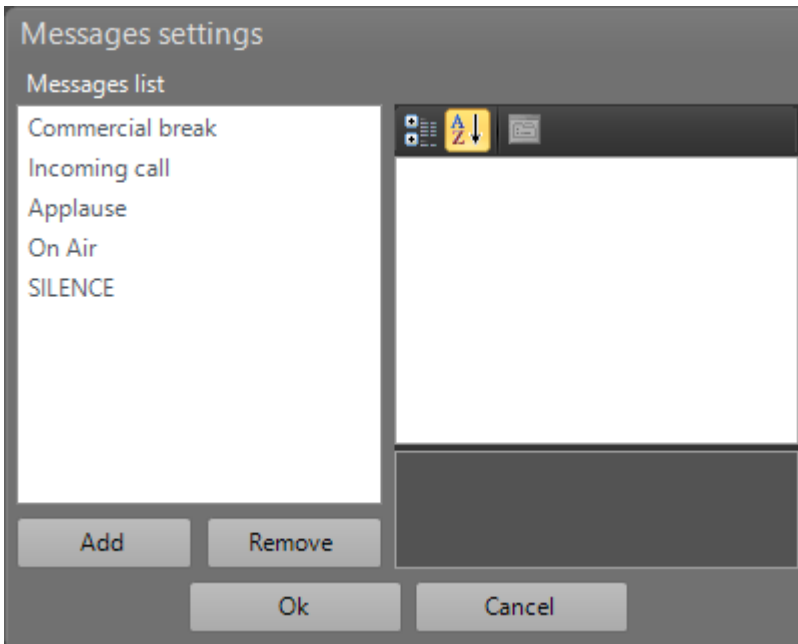 Messages settings
Messages list
Commercial break
Incoming call
Applause
On Air
SILENCE
A
Z
Add
Remove
Ok
Cancel